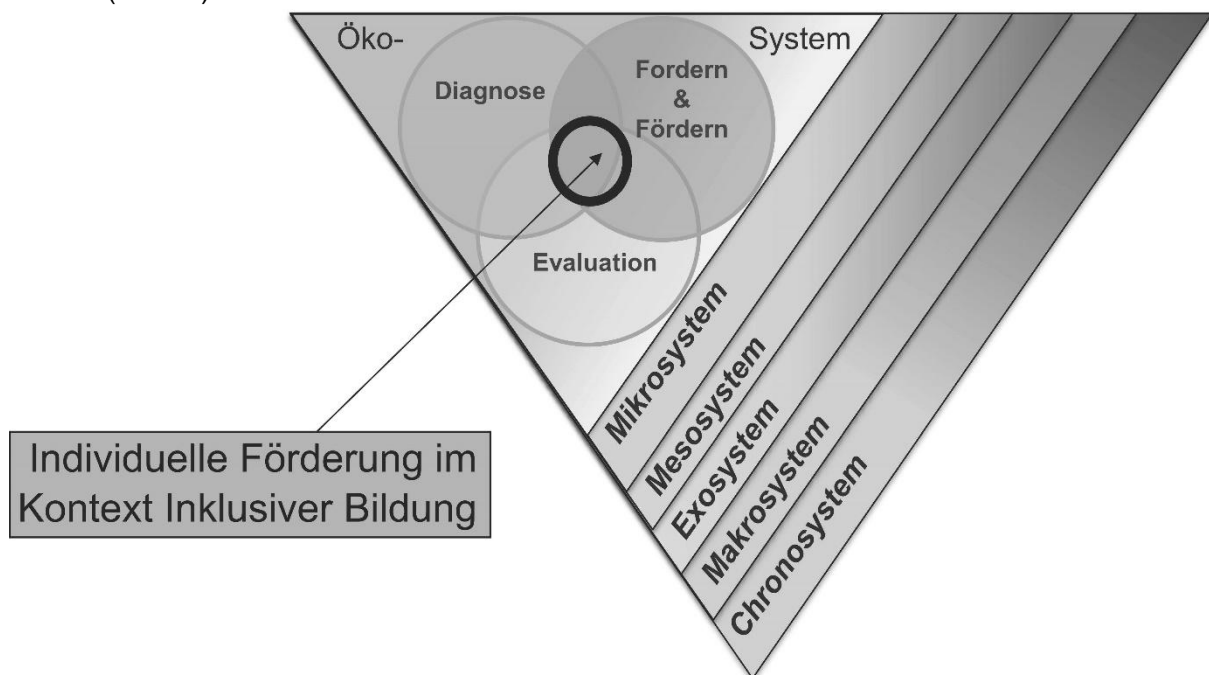 Öko-
System
Diagnose
Fordern
&
Fördern
Evaluation
Individuelle Förderung im
Kontext Inklusiver Bildung
Mikrosystem
Mesosystem
Exosystem
Makrosystem
Chronosystem